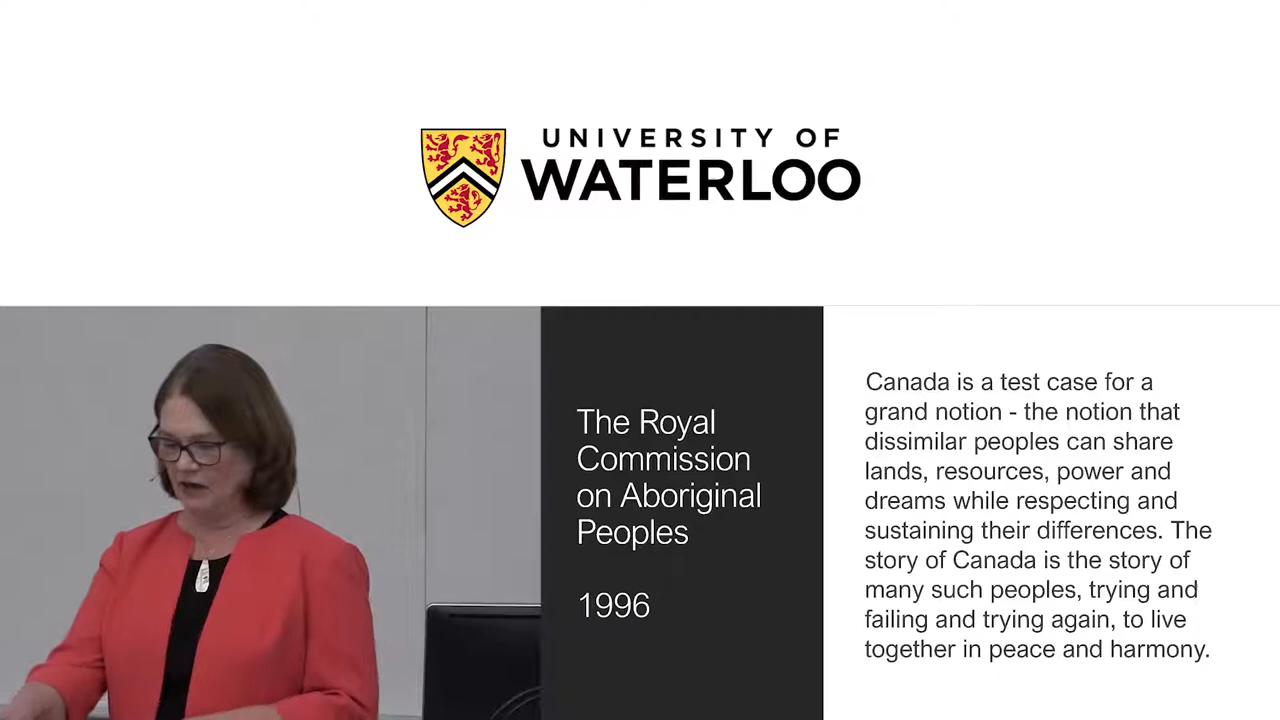 UNIVERSITY OF
WATERLOO
The Royal
Commission
on Aboriginal
Peoples
1996
Canada is a test case for a
grand notion - the notion that
dissimilar peoples can share
lands, resources, power and
dreams while respecting and
sustaining their differences. The
story of Canada is the story of
many such peoples, trying and
failing and trying again, to live
together in peace and harmony.